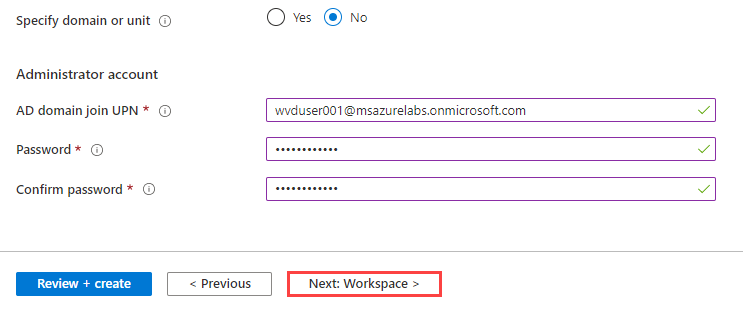 Specify domain or unit Yes No
Administrator account
AD domain join UPN * wvduser001@msazurelabs.onmicrosoft.com
Password * ••••••••••••
Confirm password * ••••••••••••
Review + create < Previous Next: Workspace >